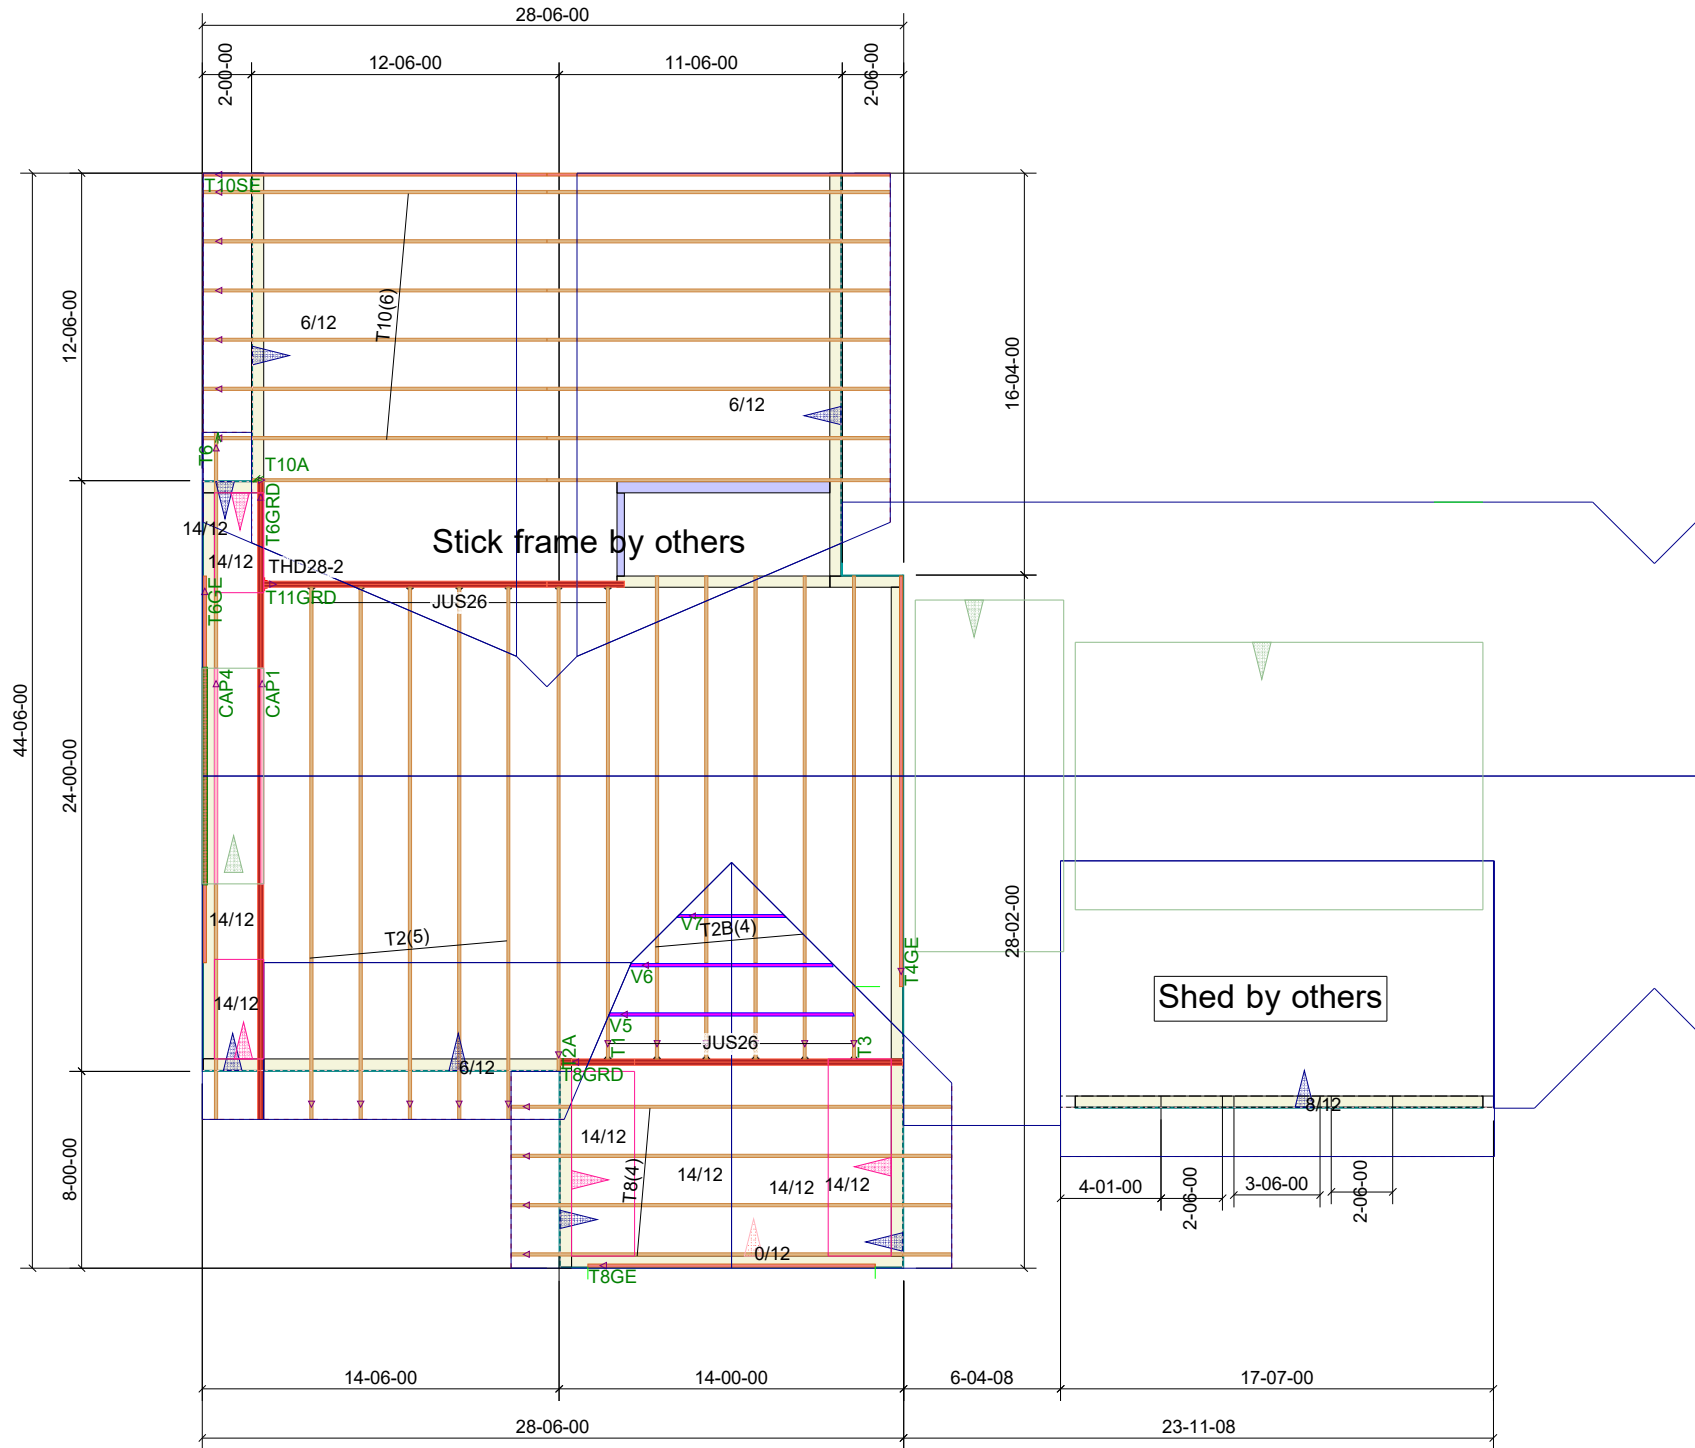 28-06-00
2-00-00
12-06-00
11-06-00
2-06-00
T10SE
T10(6)
6/12
6/12
12-06-00
16-04-00
T6
T10A
T6GRD
14/12
14/12
Stick frame by others
THD28-2
T11GRD
JUS26
T6GE
CAP4
CAP1
44-06-00
24-00-00
28-02-00
14/12
T2(5)
V7
T2B(4)
V6
T4GE
14/12
V5
Shed by others
T2A
T1
JUS26
T3
6/12
T8GRD
8/12
14/12
14/12
14/12
14/12
T8(4)
8-00-00
4-01-00
2-06-00
3-06-00
2-06-00
0/12
T8GE
14-06-00
14-00-00
6-04-08
17-07-00
28-06-00
23-11-08